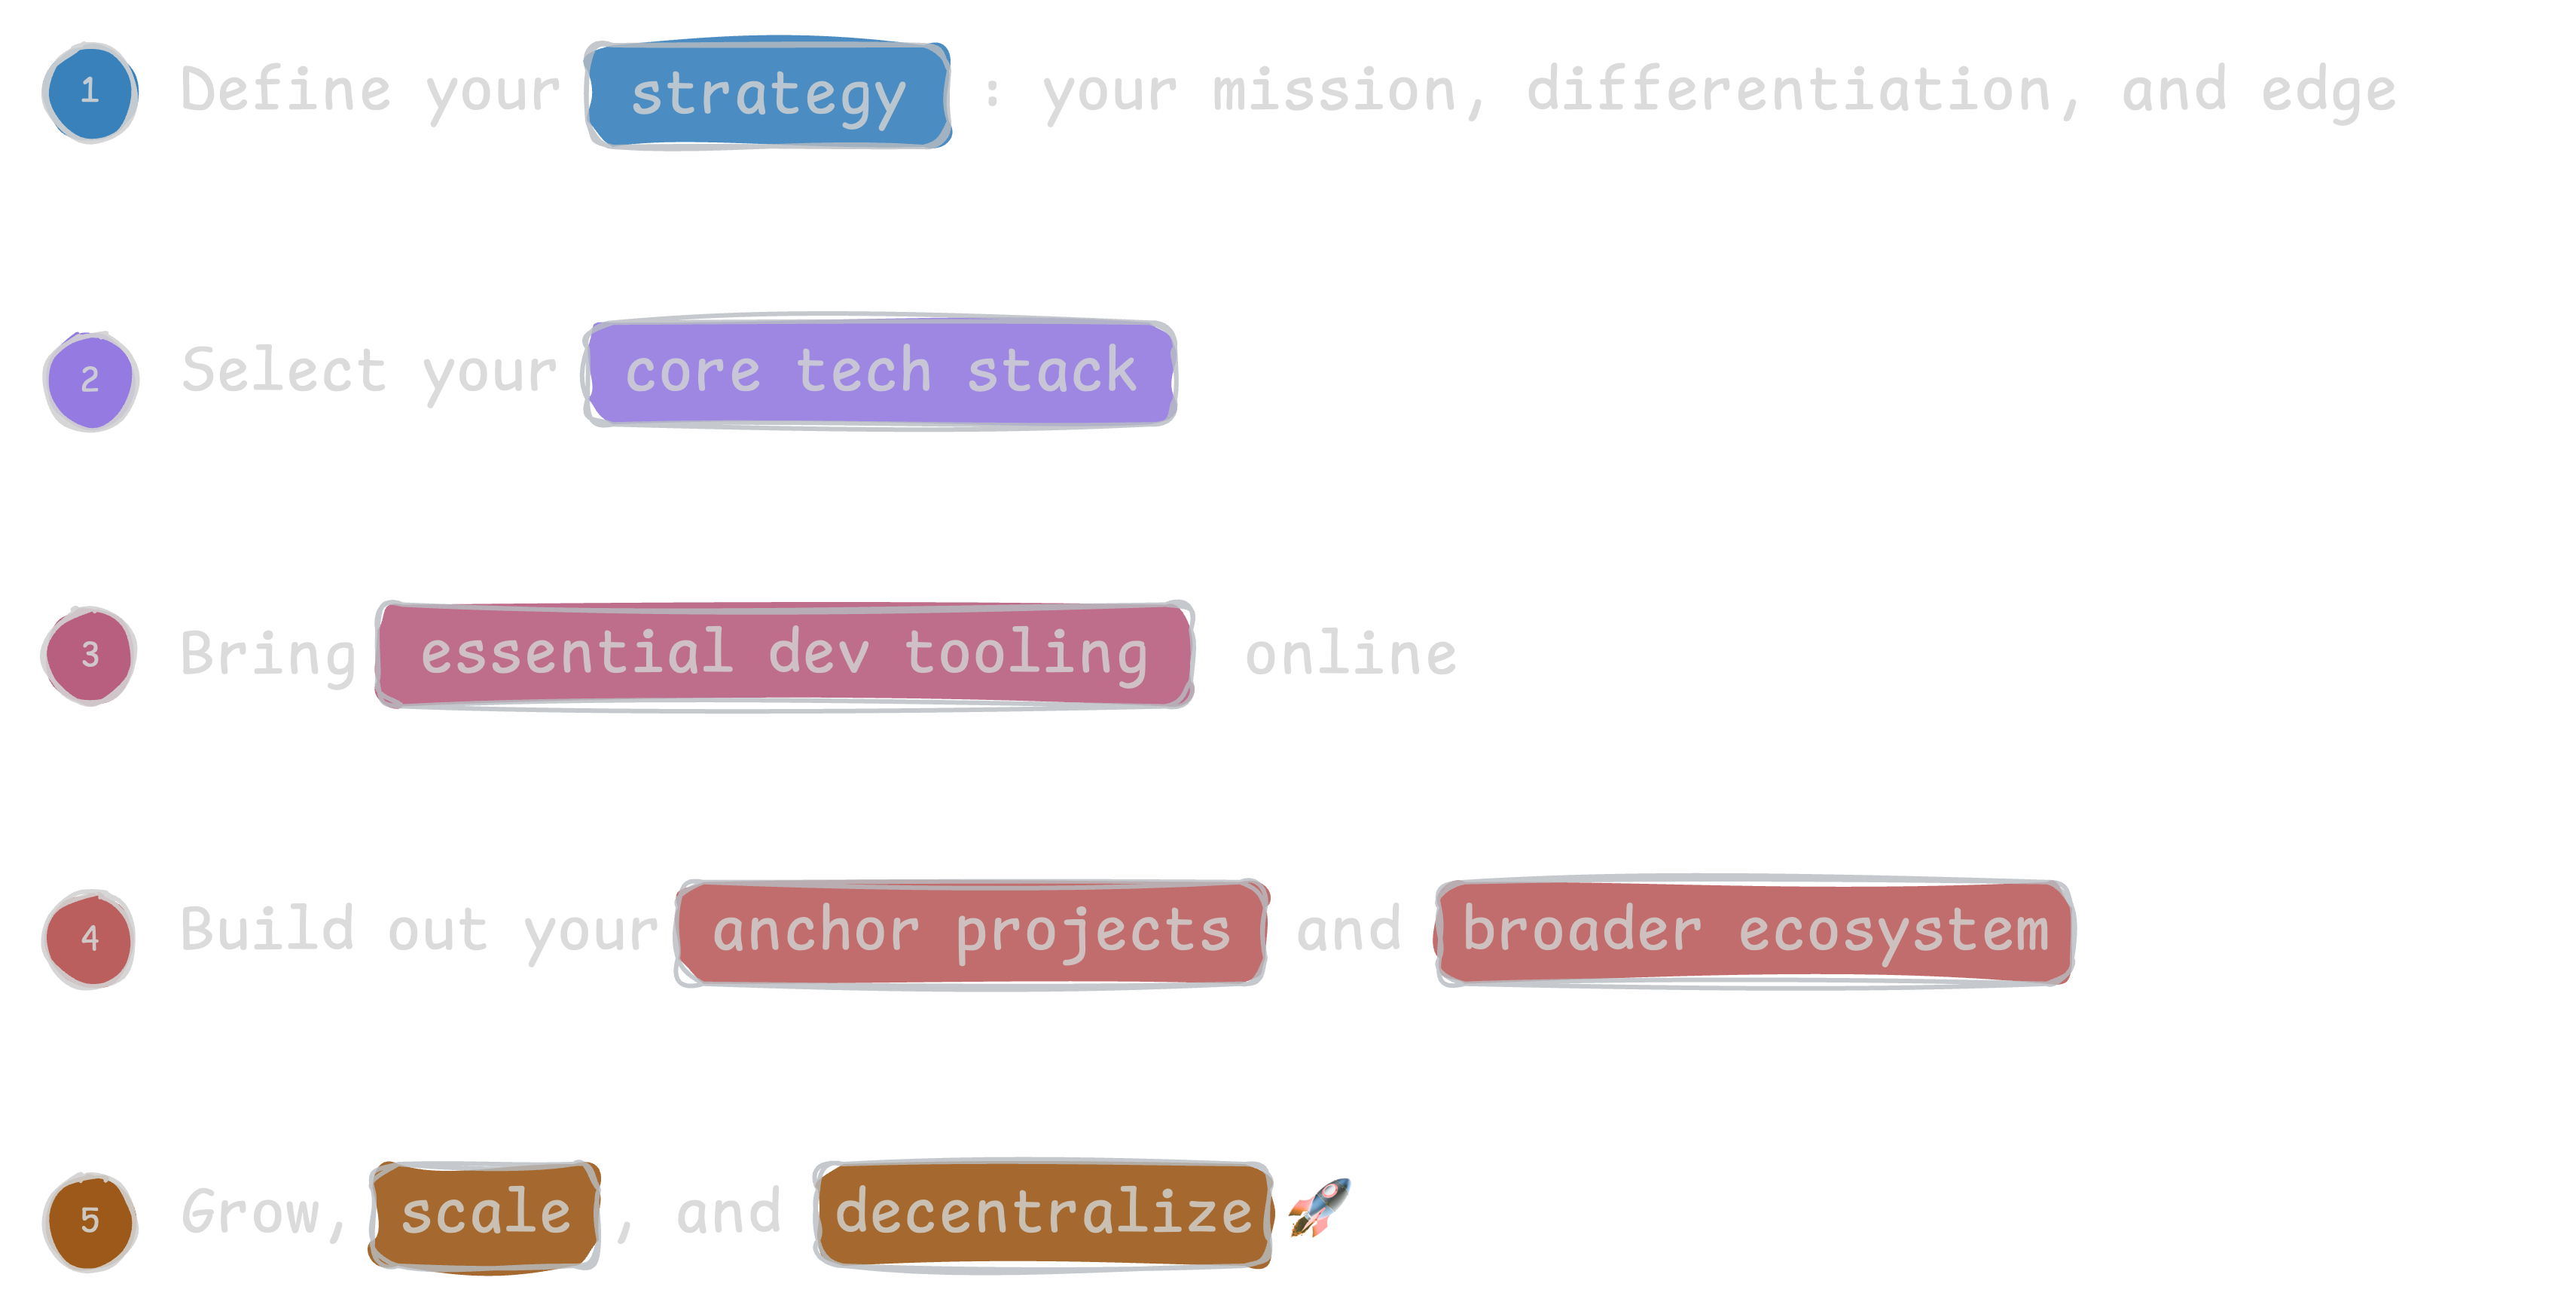 1 Define your strategy : your mission, differentiation, and edge
2 Select your core tech stack
3 Bring essential dev tooling online
4 Build out your anchor projects and broader ecosystem
5 Grow, scale , and decentralize 🚀